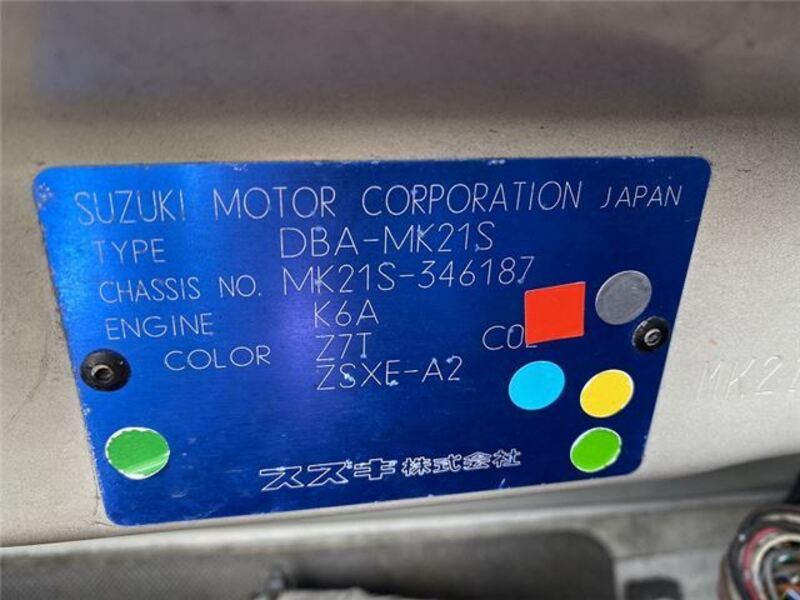 SUZUKI MOTOR CORPORATION JAPAN
TYPE DBA-MK21S
CHASSIS NO. MK21S-346187
ENGINE K6A
COLOR Z7T
ZSXE-A2
スズキ株式会社
MK21